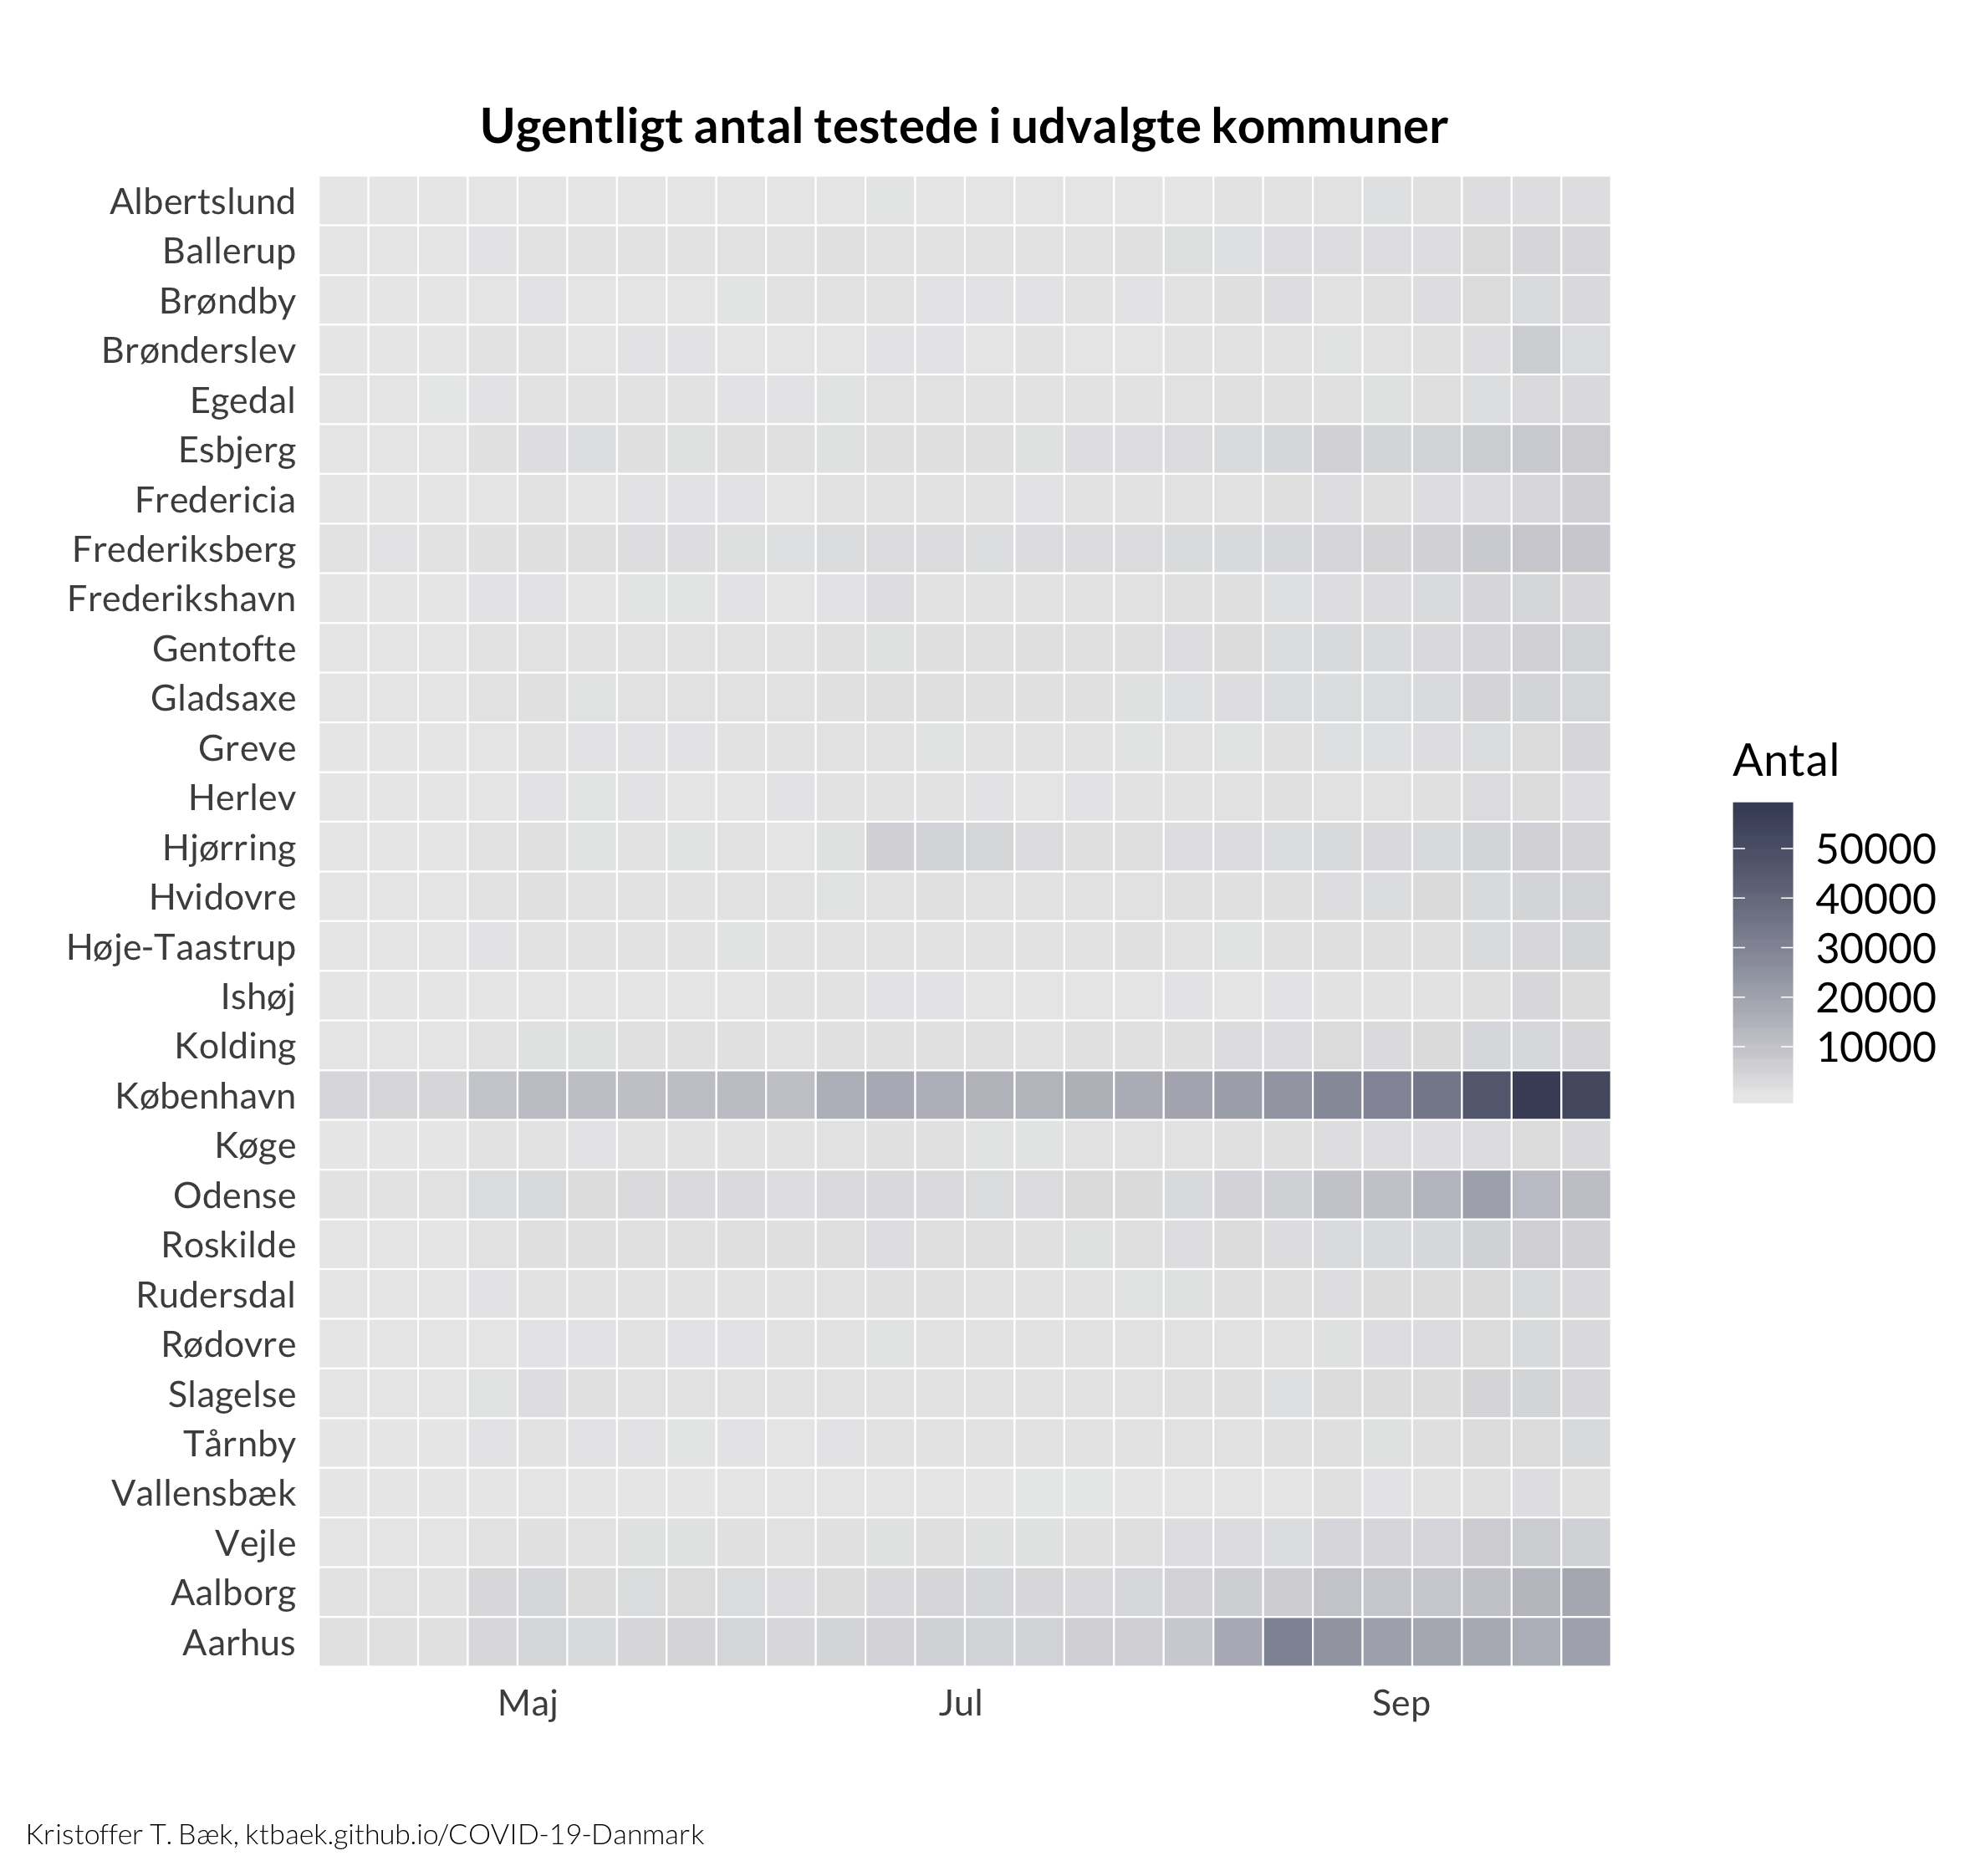 Ugentligt antal testede i udvalgte kommuner
Albertslund
Ballerup
Brøndby
Brønderslev
Egedal
Esbjerg
Fredericia
Frederiksberg
Frederikshavn
Gentofte
Gladsaxe
Greve
Herlev
Hjørring
Hvidovre
Høje-Taastrup
Ishøj
Kolding
København
Køge
Odense
Roskilde
Rudersdal
Rødovre
Slagelse
Tårnby
Vallensbæk
Vejle
Aalborg
Aarhus
Maj Jul Sep
Antal
50000
40000
30000
20000
10000
Kristoffer T. Bæk, ktbaek.github.io/COVID-19-Danmark